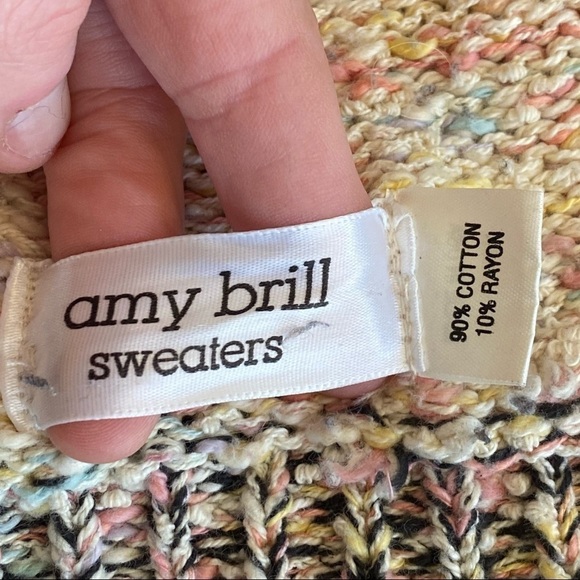 amy brill
sweaters
90% COTTON
10% RAYON